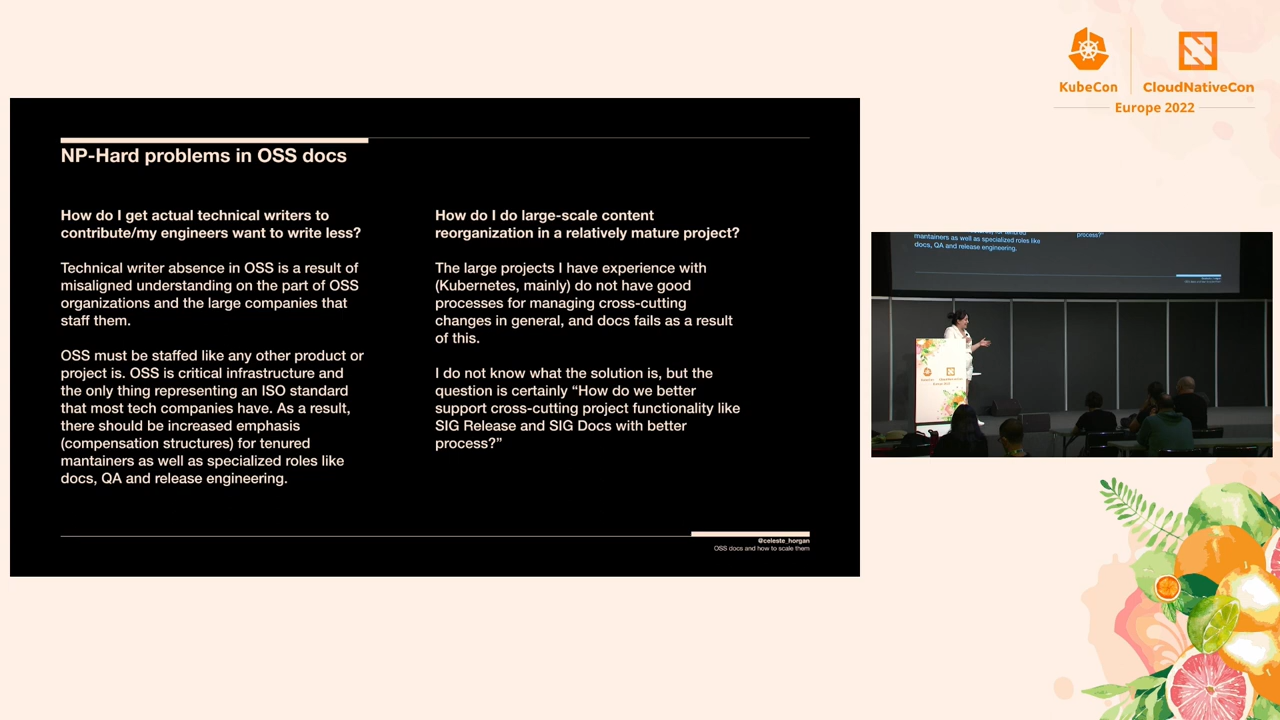 KubeCon
CloudNativeCon
Europe 2022
NP-Hard problems in OSS docs
How do I get actual technical writers to
contribute/my engineers want to write less?
Technical writer absence in OSS is a result of
misaligned understanding on the part of OSS
organizations and the large companies that
staff them.
OSS must be staffed like any other product or
project is. OSS is critical infrastructure and
the only thing representing an ISO standard
that most tech companies have. As a result,
there should be increased emphasis
(compensation structures) for tenured
mantainers as well as specialized roles like
docs, QA and release engineering.
How do I do large-scale content
reorganization in a relatively mature project?
The large projects I have experience with
(Kubernetes, mainly) do not have good
processes for managing cross-cutting
changes in general, and docs fails as a result
of this.
I do not know what the solution is, but the
question is certainly “How do we better
support cross-cutting project functionality like
SIG Release and SIG Docs with better
process?”
@celeste_horgan
OSS docs and how to scale them
mantainers as well as specialized roles like
docs, QA and release engineering.
process?”